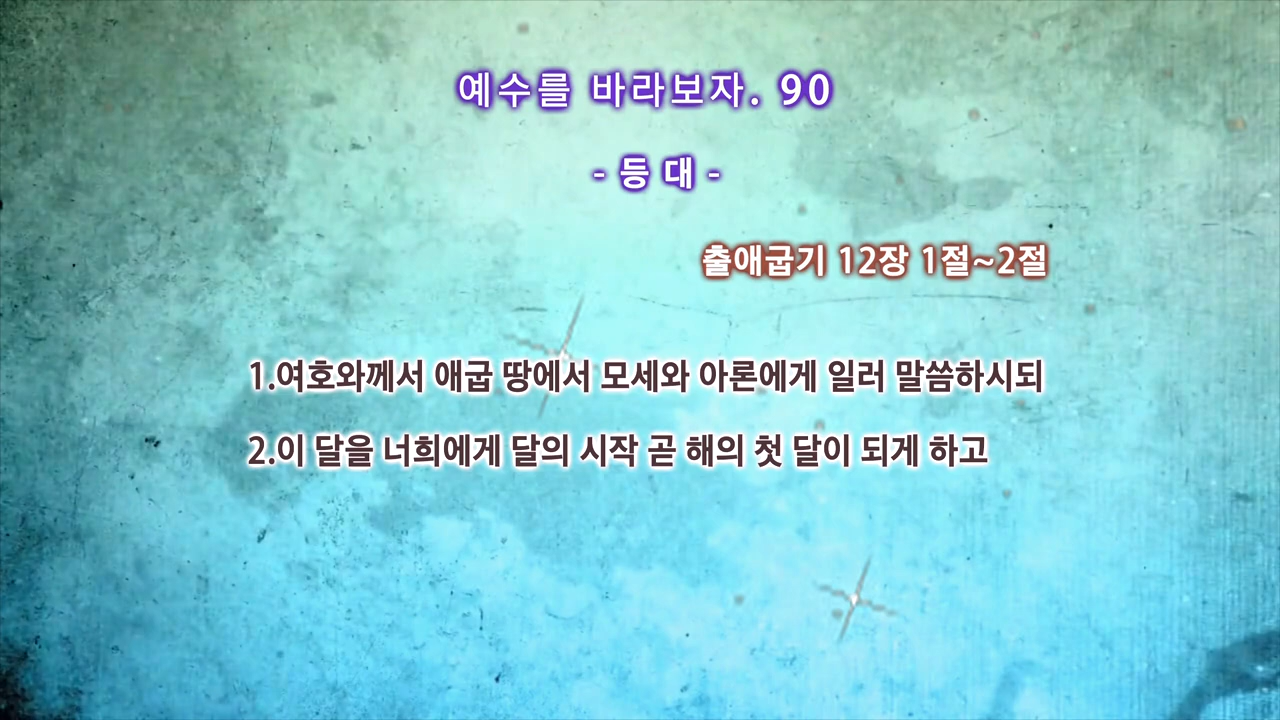 예수를 바라보자. 90
- 등 대 -
출애굽기 12장 1절~2절
1.여호와께서 애굽 땅에서 모세와 아론에게 일러 말씀하시되
2.이 달을 너희에게 달의 시작 곧 해의 첫 달이 되게 하고